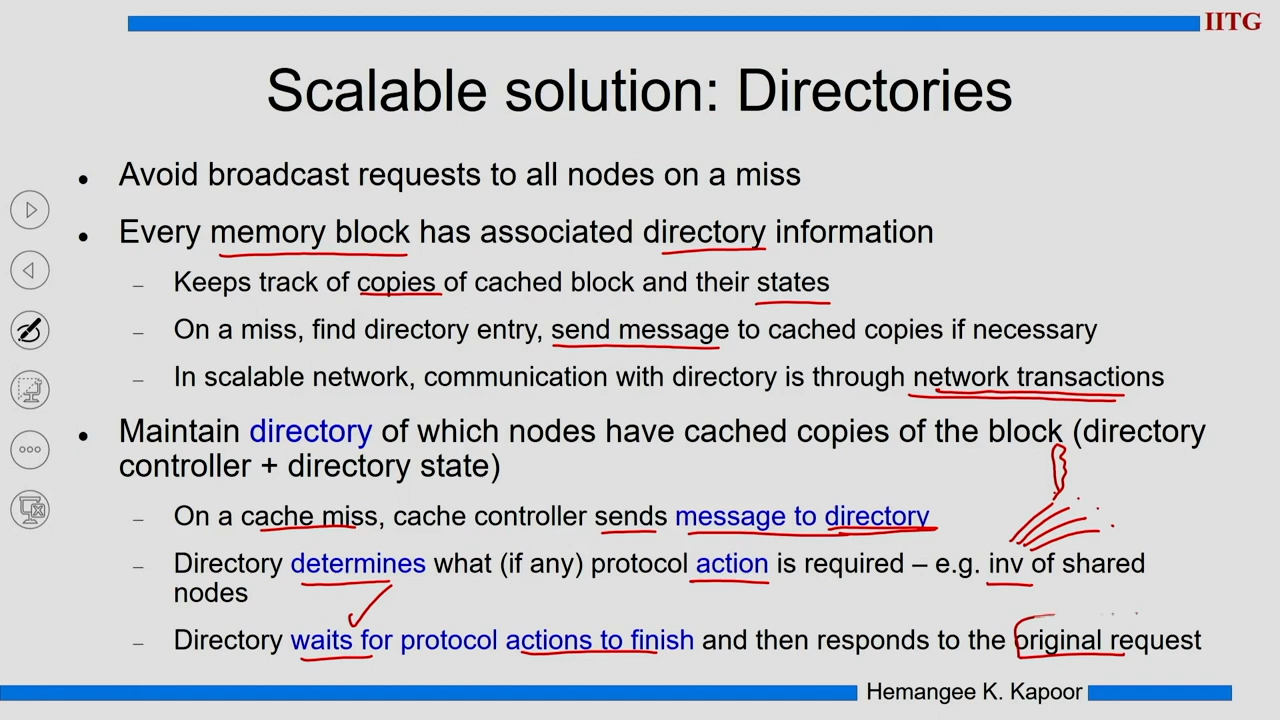 IITG
Scalable solution: Directories
• Avoid broadcast requests to all nodes on a miss
• Every memory block has associated directory information
– Keeps track of copies of cached block and their states
– On a miss, find directory entry, send message to cached copies if necessary
– In scalable network, communication with directory is through network transactions
• Maintain directory of which nodes have cached copies of the block (directory
controller + directory state)
– On a cache miss, cache controller sends message to directory
– Directory determines what (if any) protocol action is required – e.g. inv of shared
nodes
– Directory waits for protocol actions to finish and then responds to the original request
Hemangee K. Kapoor